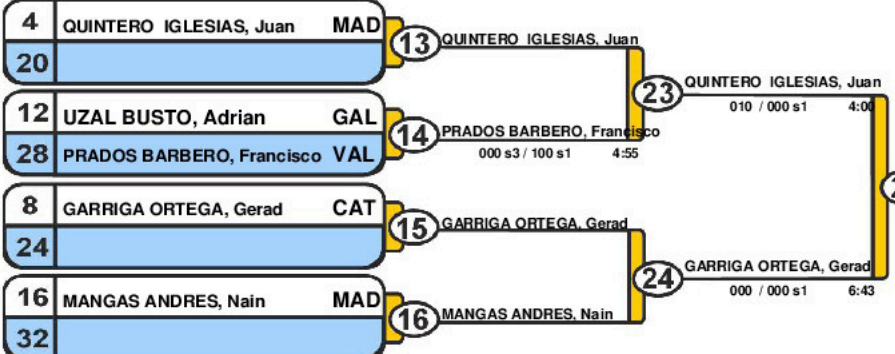 4 QUINTERO IGLESIAS, Juan MAD
20
13
QUINTERO IGLESIAS, Juan
12 UZAL BUSTO, Adrian GAL
28 PRADOS BARBERO, Francisco VAL
14
PRADOS BARBERO, Francisco
000 s3 / 100 s1 4:55
23
QUINTERO IGLESIAS, Juan
010 / 000 s1 4:00
8 GARRIGA ORTEGA, Gerad CAT
24
15
GARRIGA ORTEGA, Gerad
16 MANGAS ANDRES, Nain MAD
32
16
MANGAS ANDRES, Nain
24
GARRIGA ORTEGA, Gerad
000 / 000 s1 6:43